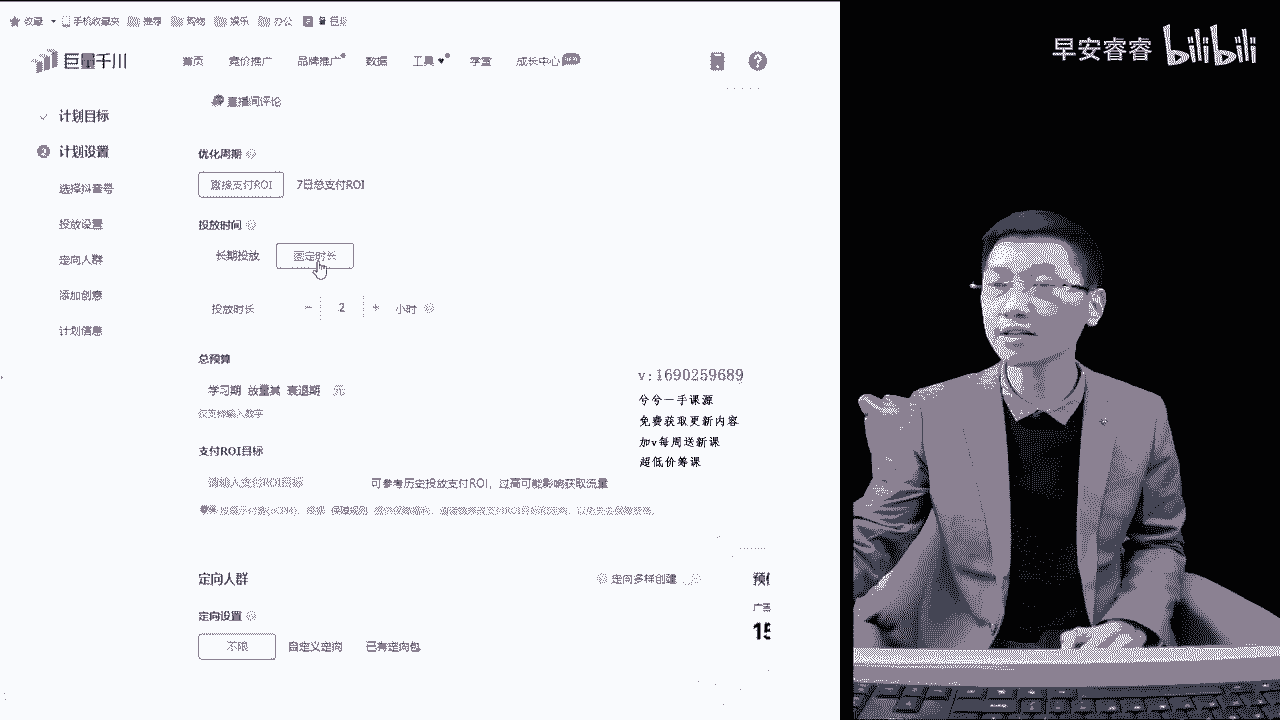 收藏 手机收藏夹 推荐 购物 娱乐 办公
早安睿睿 bilibili
巨量千川 首页 竞价推广 品牌推广 数据 工具 学堂 成长中心
直播间评论
计划目标
2 计划设置
选择抖音号
投放设置
定向人群
添加创意
计划信息
优化周期
直接支付ROI 7日总支付ROI
投放时间
长期投放 固定时长
投放时长 - 2 + 小时
总预算
学习期 放量其 衰退期 元
仅支持输入数字
支付ROI目标
请输入支付ROI目标 可参考历史投放支付ROI，过高可能影响获取流量
v:1690259689
兮兮一手课源
免费获取更新内容
加v每周送新课
超低价筹课
定向人群 定向多样创建
定向设置
不限 自定义定向 已有定向包
15